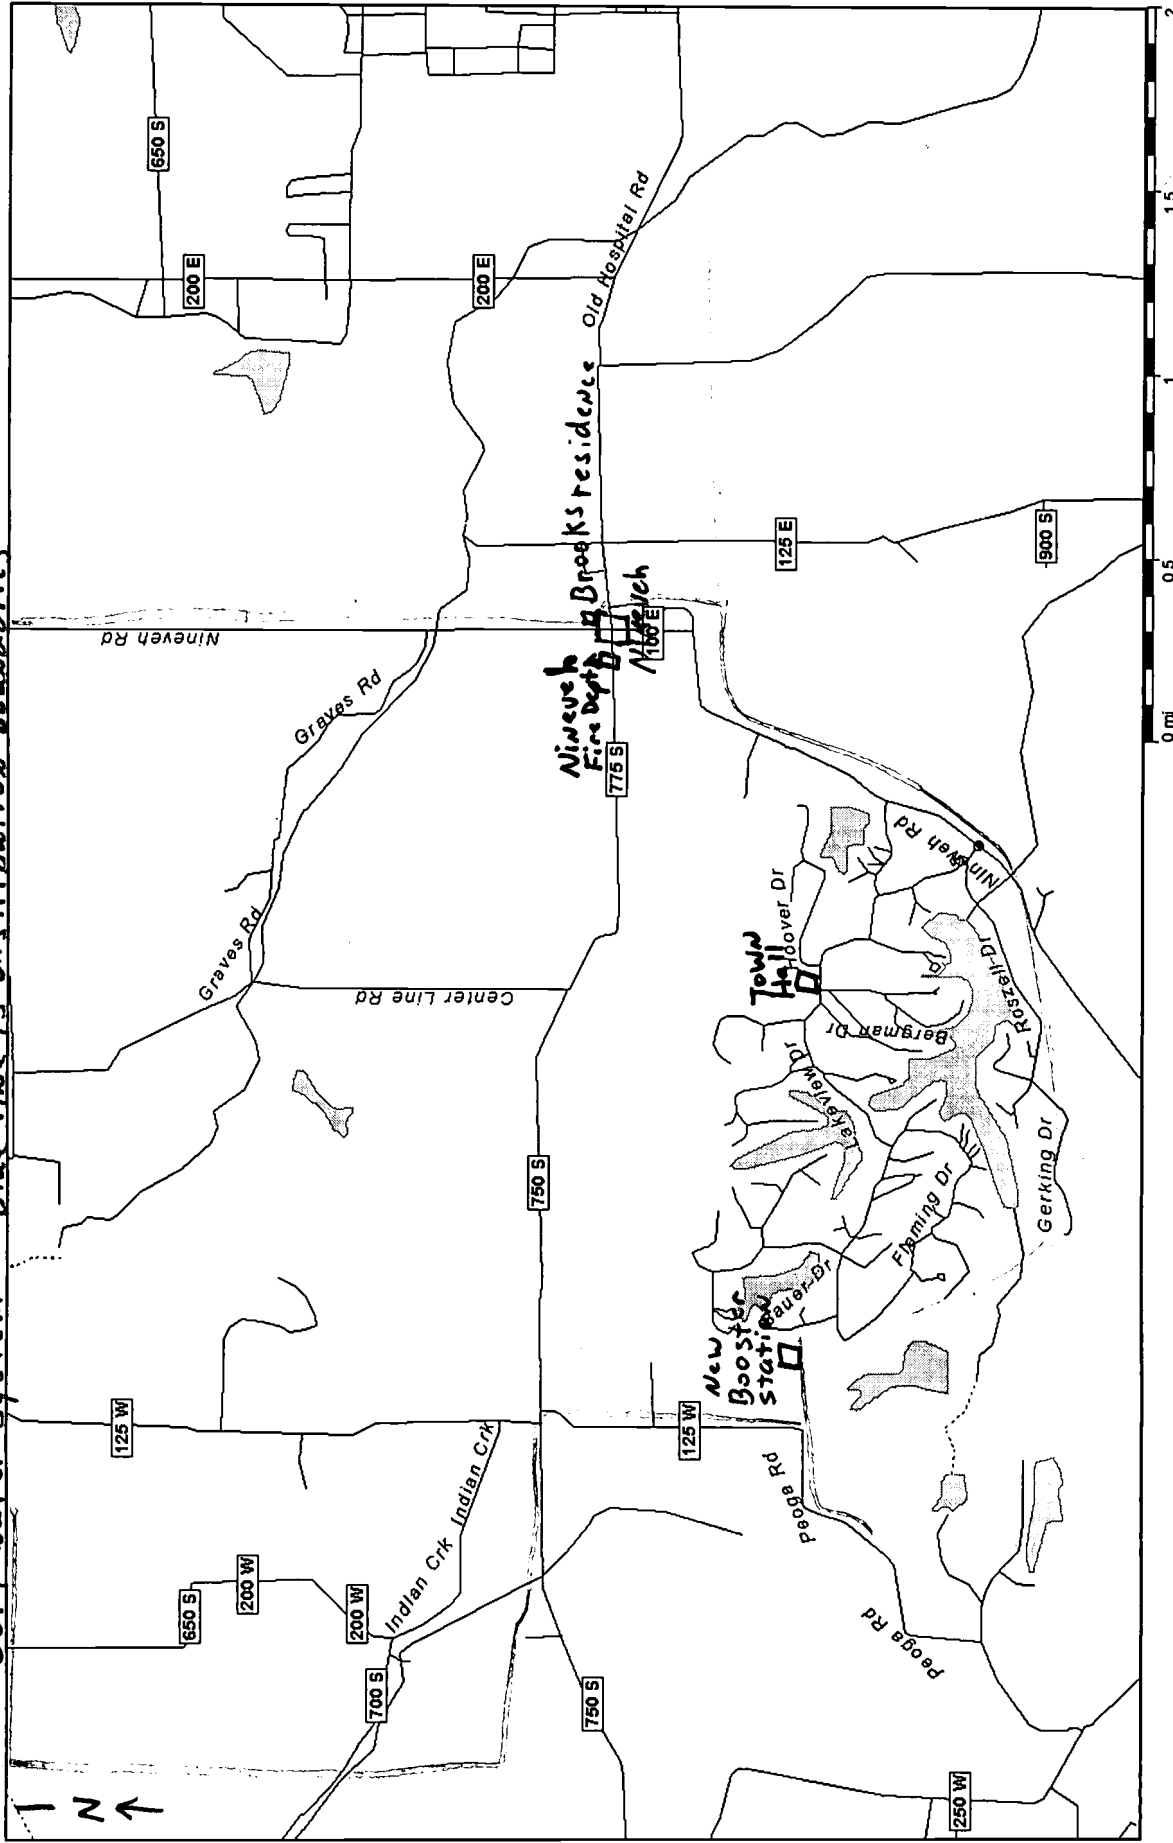 N
650 S
200 E
200 E
Old Hospital Rd
Nineveh Rd
Graves Rd
Graves Rd
Center Line Rd
Brooks residence
Nineveh
Fire Dept
Nineveh
100 E
775 S
125 E
900 S
Nineveh Rd
Town
Hall
Hoover Dr
Bergman Dr
Roszell Dr
Lakeview Dr
Gerking Dr
Flaming Dr
Bauer Dr
New
Booster
station
750 S
125 W
125 W
Indian Crk
Indian Crk
Peoga Rd
Peoga Rd
650 S
200 W
200 W
700 S
750 S
250 W
0 mi
0.5
1
1.5
2